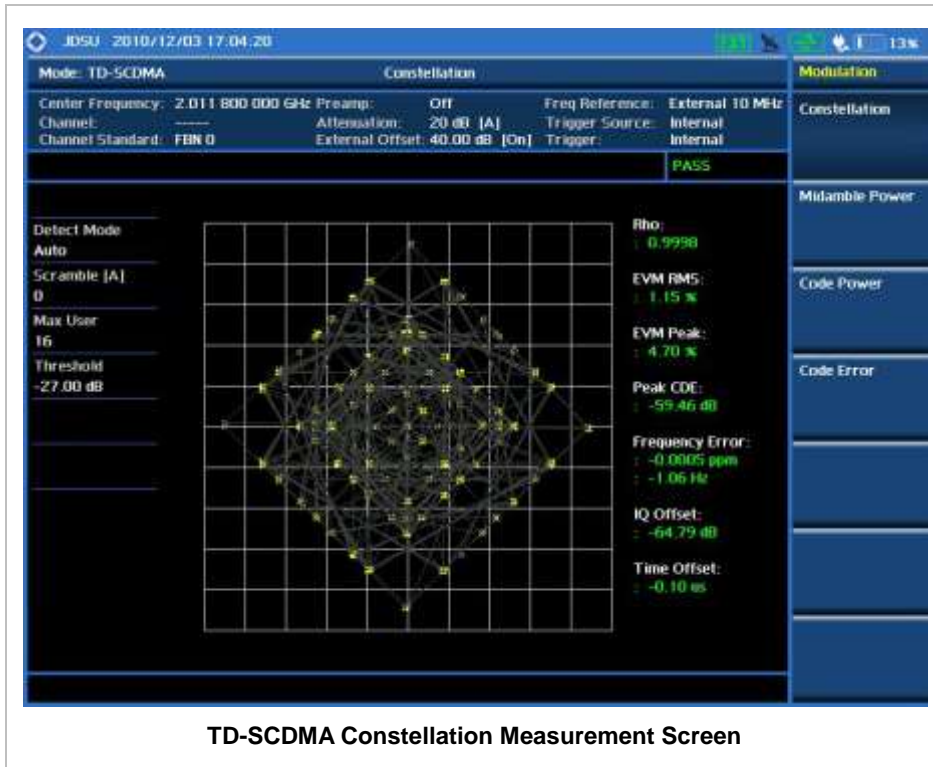 JDSU 2010/12/03 17:04:20
13%
Mode: TD-SCDMA
Constellation
Modulation
Center Frequency: 2.011 800 000 GHz
Preamp: Off
Freq Reference: External 10 MHz
Channel: -----
Attenuation: 20 dB [A]
Trigger Source: Internal
Channel Standard: FBN 0
External Offset: 40.00 dB [On]
Trigger: Internal
PASS
Detect Mode
Auto
Scramble [A]
0
Max User
16
Threshold
-27.00 dB
Rho:
: 0.9998
EVM RMS:
: 1.15 %
EVM Peak:
: 4.70 %
Peak CDE:
: -59.46 dB
Frequency Error:
: -0.0005 ppm
: -1.06 Hz
IQ Offset:
: -64.79 dB
Time Offset:
: -0.10 us
Constellation
Midamble Power
Code Power
Code Error
TD-SCDMA Constellation Measurement Screen